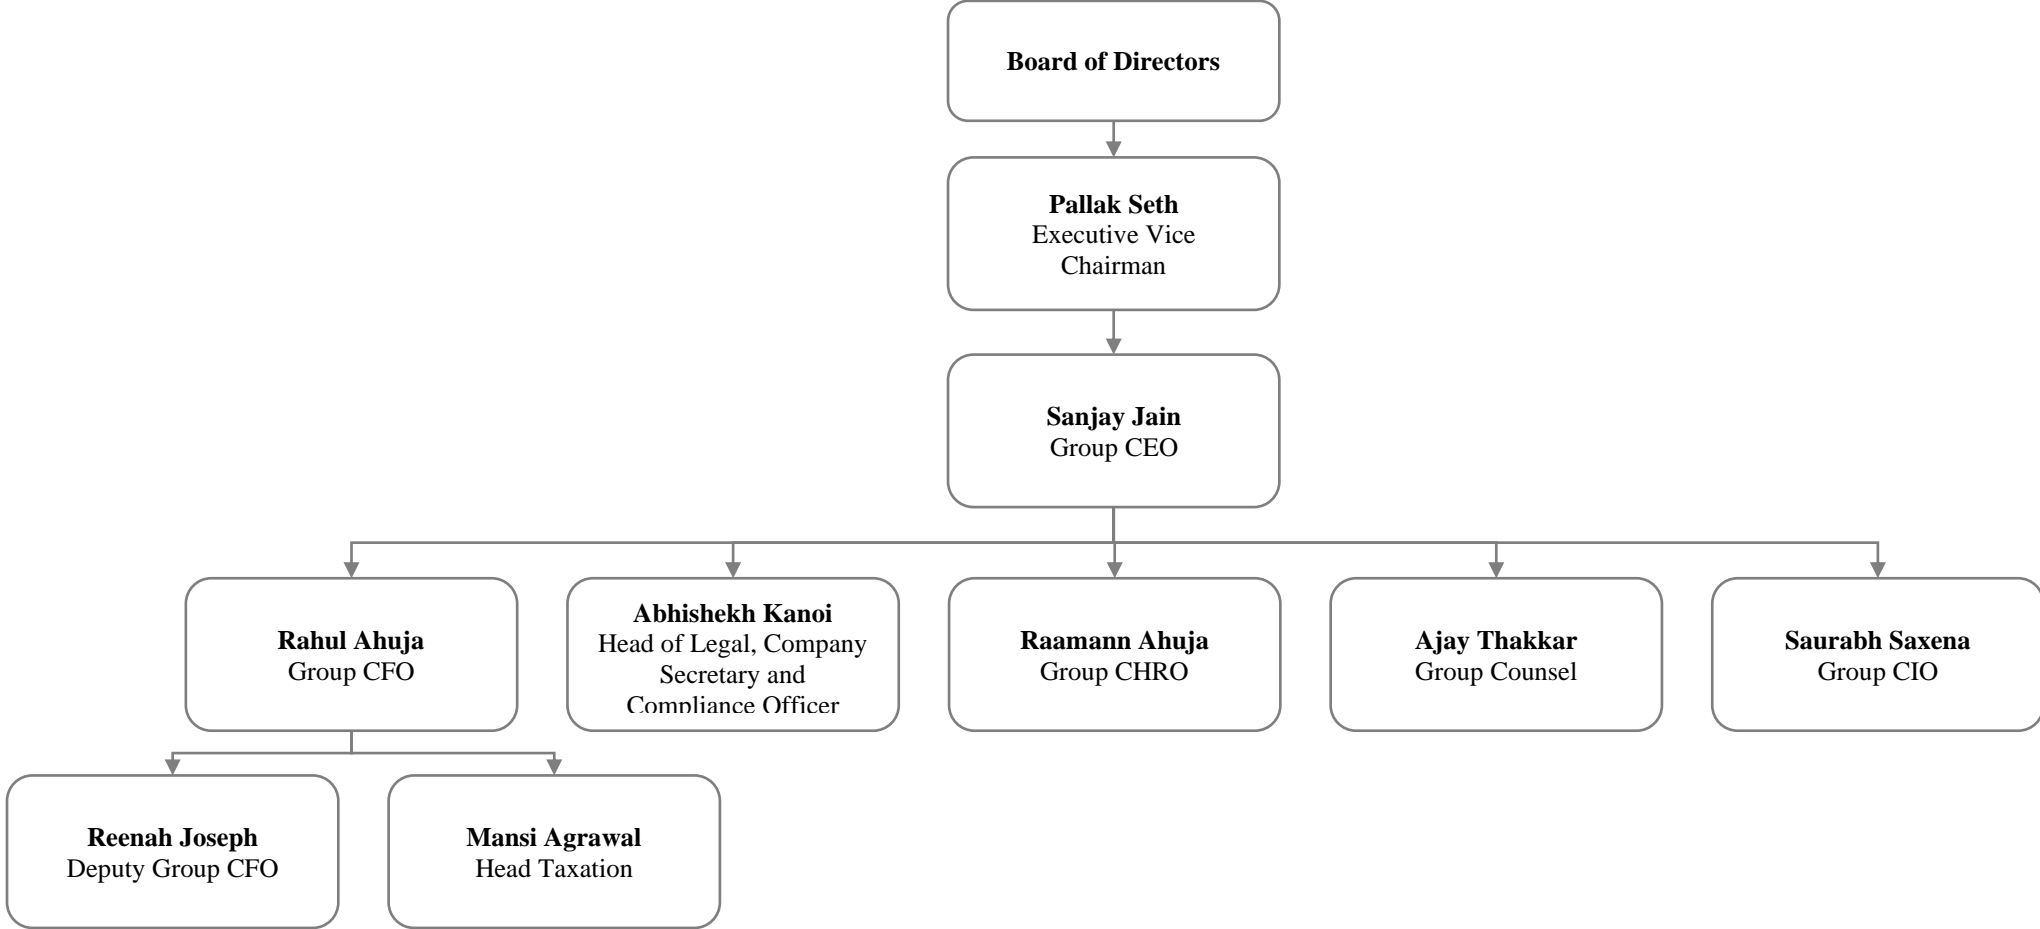 Board of Directors
Pallak Seth
Executive Vice
Chairman
Sanjay Jain
Group CEO
Rahul Ahuja
Group CFO
Abhishekh Kanoi
Head of Legal, Company
Secretary and
Compliance Officer
Raamann Ahuja
Group CHRO
Ajay Thakkar
Group Counsel
Saurabh Saxena
Group CIO
Reenah Joseph
Deputy Group CFO
Mansi Agrawal
Head Taxation